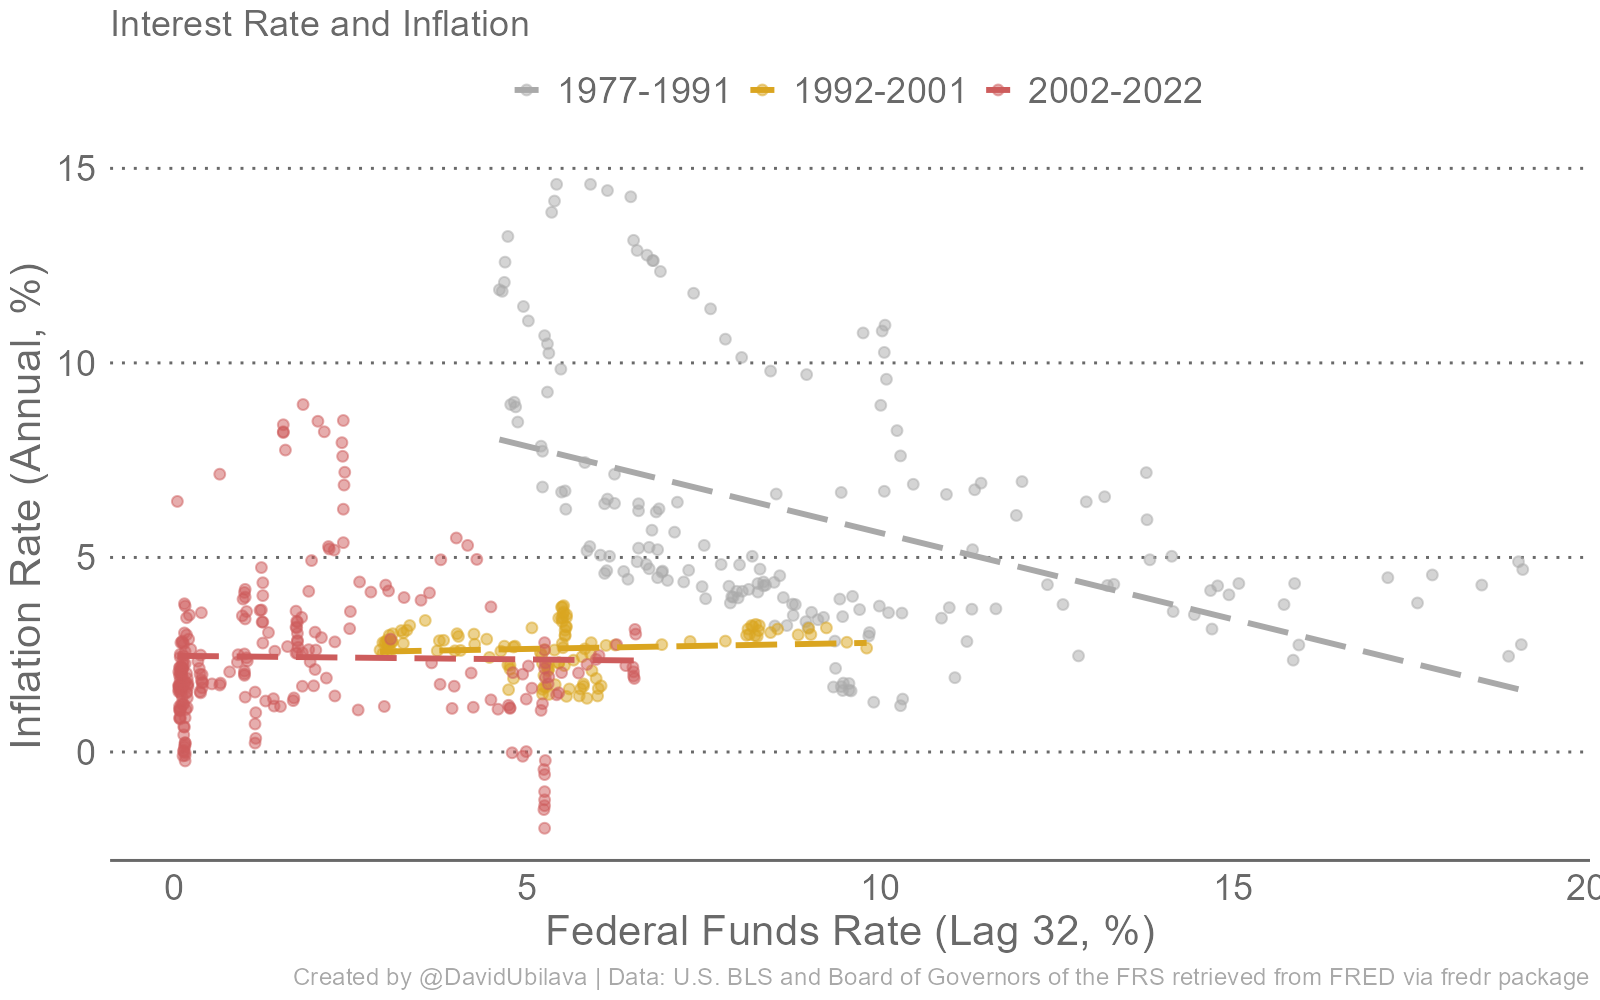 Interest Rate and Inflation
1977-1991 1992-2001 2002-2022
15
10
5
0
Inflation Rate (Annual, %)
0 5 10 15 20
Federal Funds Rate (Lag 32, %)
Created by @DavidUbilava | Data: U.S. BLS and Board of Governors of the FRS retrieved from FRED via fredr package